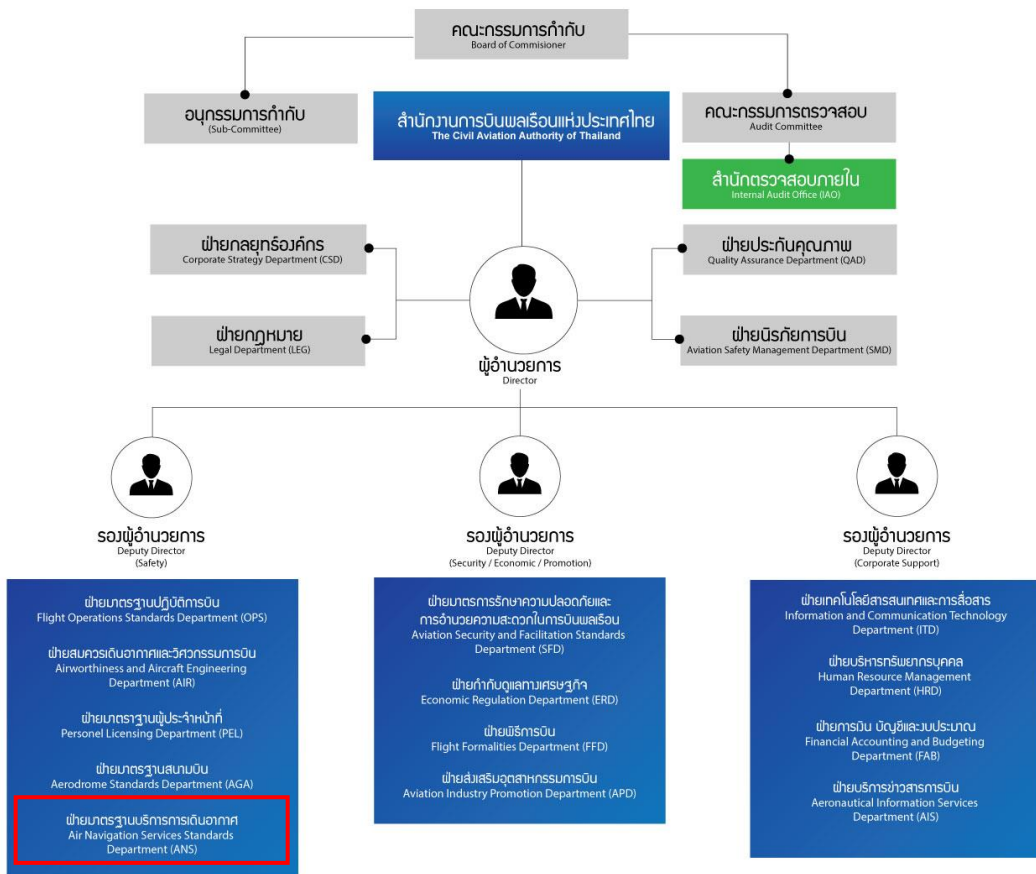 คณะกรรมการกำกับ
Board of Commisioner
อนุกรรมการกำกับ
(Sub-Committee)
สำนักงานการบินพลเรือนแห่งประเทศไทย
The Civil Aviation Authority of Thailand
คณะกรรมการตรวจสอบ
Audit Committee
สำนักตรวจสอบภายใน
Internal Audit Office (IAO)
ฝ่ายกลยุทธ์องค์กร
Corporate Strategy Department (CSD)
ฝ่ายประกันคุณภาพ
Quality Assurance Department (QAD)
ฝ่ายกฎหมาย
Legal Department (LEG)
ฝ่ายนิรภัยการบิน
Aviation Safety Management Department (SMD)
ผู้อำนวยการ
Director
รองผู้อำนวยการ
Deputy Director
(Safety)
รองผู้อำนวยการ
Deputy Director
(Security / Economic / Promotion)
รองผู้อำนวยการ
Deputy Director
(Corporate Support)
ฝ่ายมาตรฐานปฏิบัติการบิน
Flight Operations Standards Department (OPS)
ฝ่ายสมควรเดินอากาศและวิศวกรรมการบิน
Airworthiness and Aircraft Engineering
Department (AIR)
ฝ่ายมาตราฐานผู้ประจำหน้าที่
Personel Licensing Department (PEL)
ฝ่ายมาตรฐานสนามบิน
Aerodrome Standards Department (AGA)
ฝ่ายมาตรฐานบริการการเดินอากาศ
Air Navigation Services Standards
Department (ANS)
ฝ่ายมาตรการรักษาความปลอดภัยและ
การอำนวยความสะดวกในการบินพลเรือน
Aviation Security and Facilitation Standards
Department (SFD)
ฝ่ายกำกับดูแลทางเศรษฐกิจ
Economic Regulation Department (ERD)
ฝ่ายพิธีการบิน
Flight Formalities Department (FFD)
ฝ่ายส่งเสริมอุตสาหกรรมการบิน
Aviation Industry Promotion Department (APD)
ฝ่ายเทคโนโลยีสารสนเทศและการสื่อสาร
Information and Communication Technology
Department (ITD)
ฝ่ายบริหารทรัพยากรบุคคล
Human Resource Management
Department (HRD)
ฝ่ายการเงิน บัญชีและงบประมาณ
Financial Accounting and Budgeting
Department (FAB)
ฝ่ายบริการข่าวสารการบิน
Aeronautical Information Services
Department (AIS)